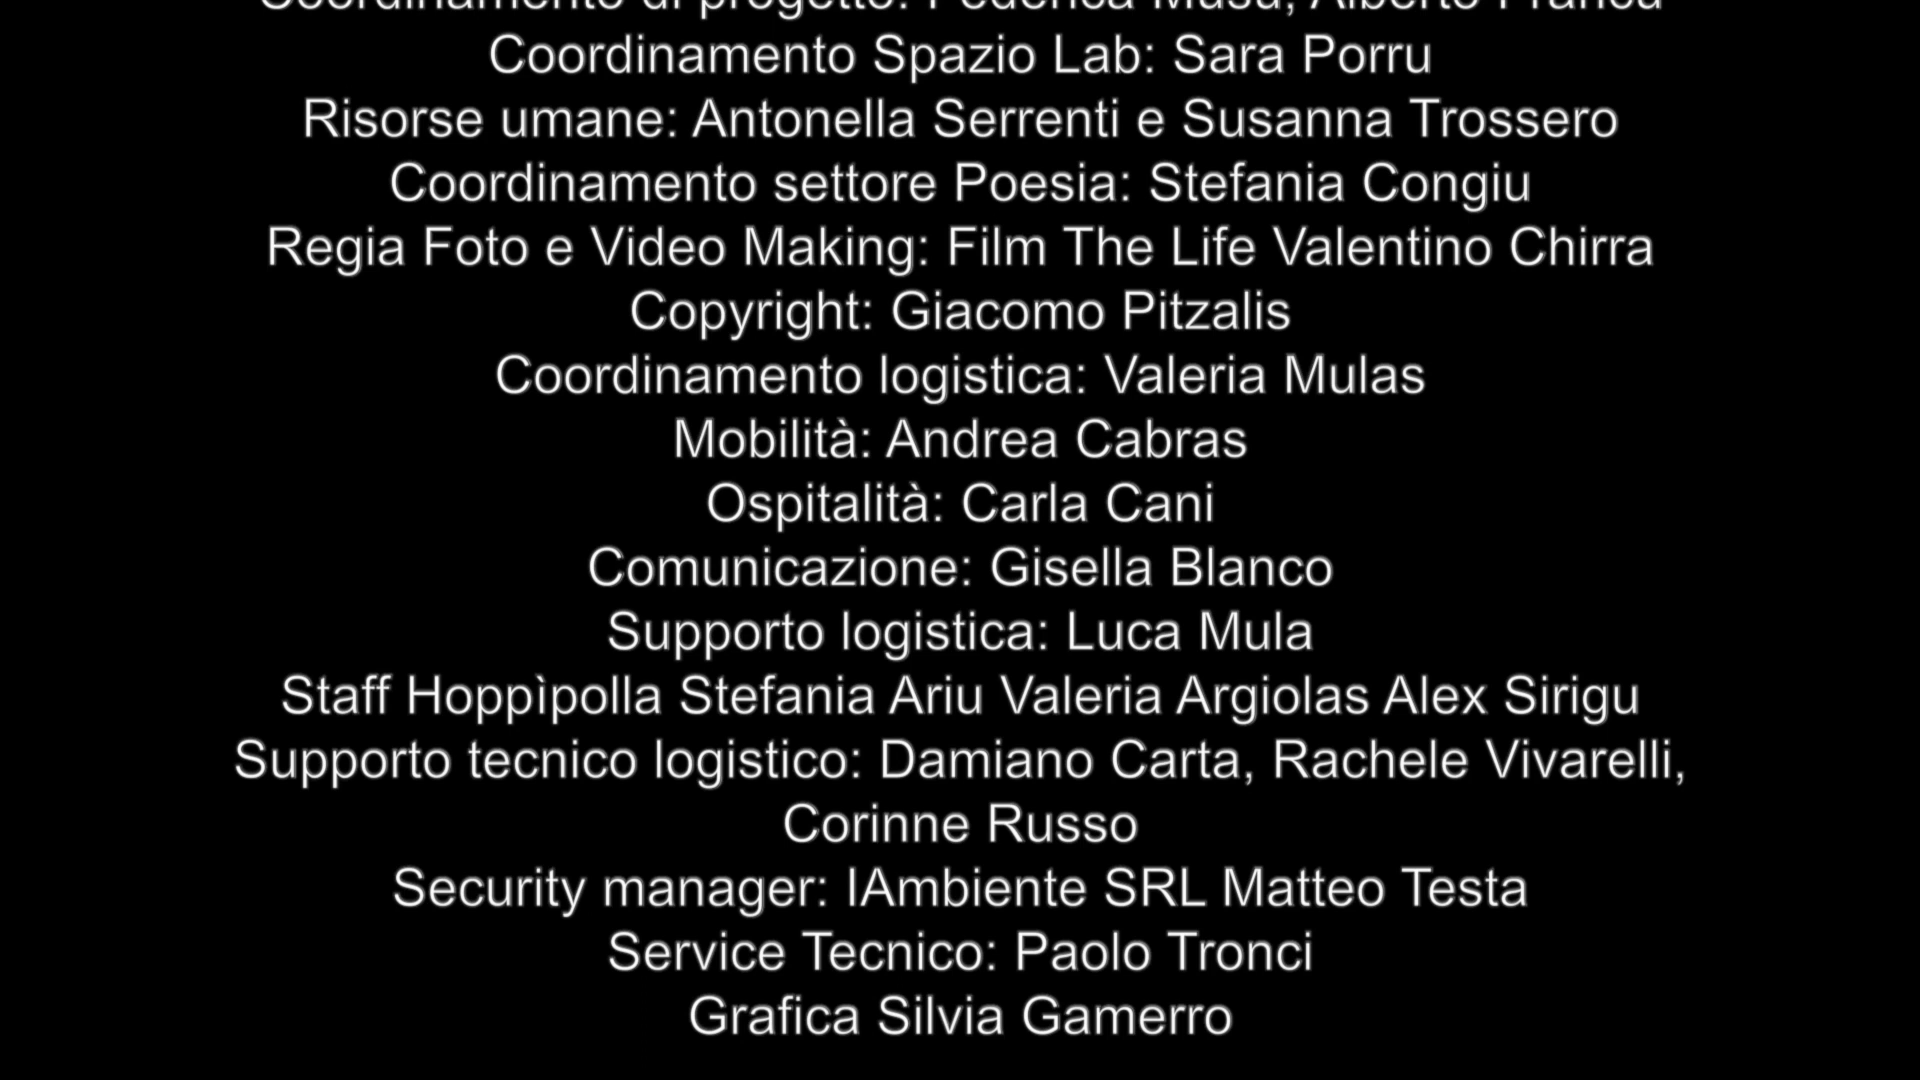 Coordinamento di progetto: Federica Musu, Alberto Francu
Coordinamento Spazio Lab: Sara Porru
Risorse umane: Antonella Serrenti e Susanna Trossero
Coordinamento settore Poesia: Stefania Congiu
Regia Foto e Video Making: Film The Life Valentino Chirra
Copyright: Giacomo Pitzalis
Coordinamento logistica: Valeria Mulas
Mobilità: Andrea Cabras
Ospitalità: Carla Cani
Comunicazione: Gisella Blanco
Supporto logistica: Luca Mula
Staff Hoppìpolla Stefania Ariu Valeria Argiolas Alex Sirigu
Supporto tecnico logistico: Damiano Carta, Rachele Vivarelli,
Corinne Russo
Security manager: IAmbiente SRL Matteo Testa
Service Tecnico: Paolo Tronci
Grafica Silvia Gamerro